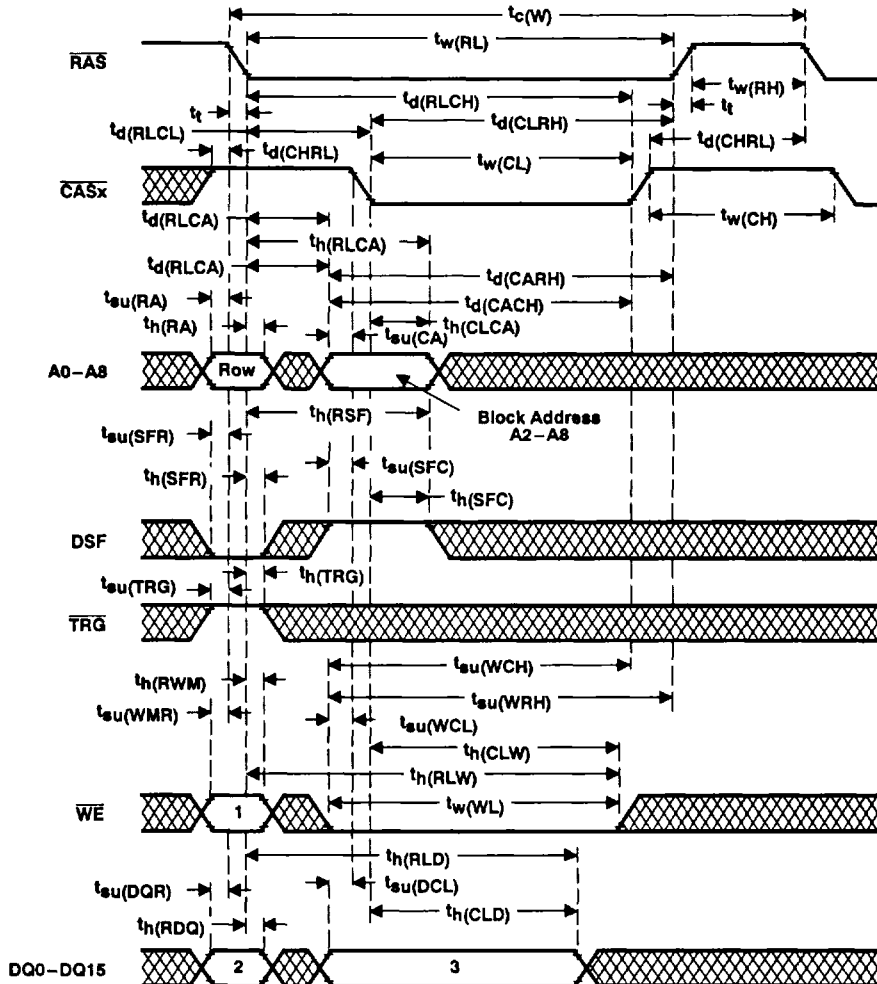 tc(W)
tw(RL)
RAS
tw(RH)
td(RLCH)
tt
tt
td(CLRH)
td(RLCL)
td(CHRL)
td(CHRL)
tw(CL)
CASx
tw(CH)
td(RLCA)
th(RLCA)
td(RLCA)
td(CARH)
tsu(RA)
td(CACH)
th(RA)
th(CLCA)
tsu(CA)
A0–A8
Row
th(RSF)
Block Address
A2–A8
tsu(SFR)
tsu(SFC)
th(SFR)
th(SFC)
DSF
th(TRG)
tsu(TRG)
TRG
tsu(WCH)
th(RWM)
tsu(WRH)
tsu(WMR)
tsu(WCL)
th(CLW)
th(RLW)
WE
1
tw(WL)
th(RLD)
tsu(DQR)
tsu(DCL)
th(RDQ)
th(CLD)
DQ0–DQ15
2
3